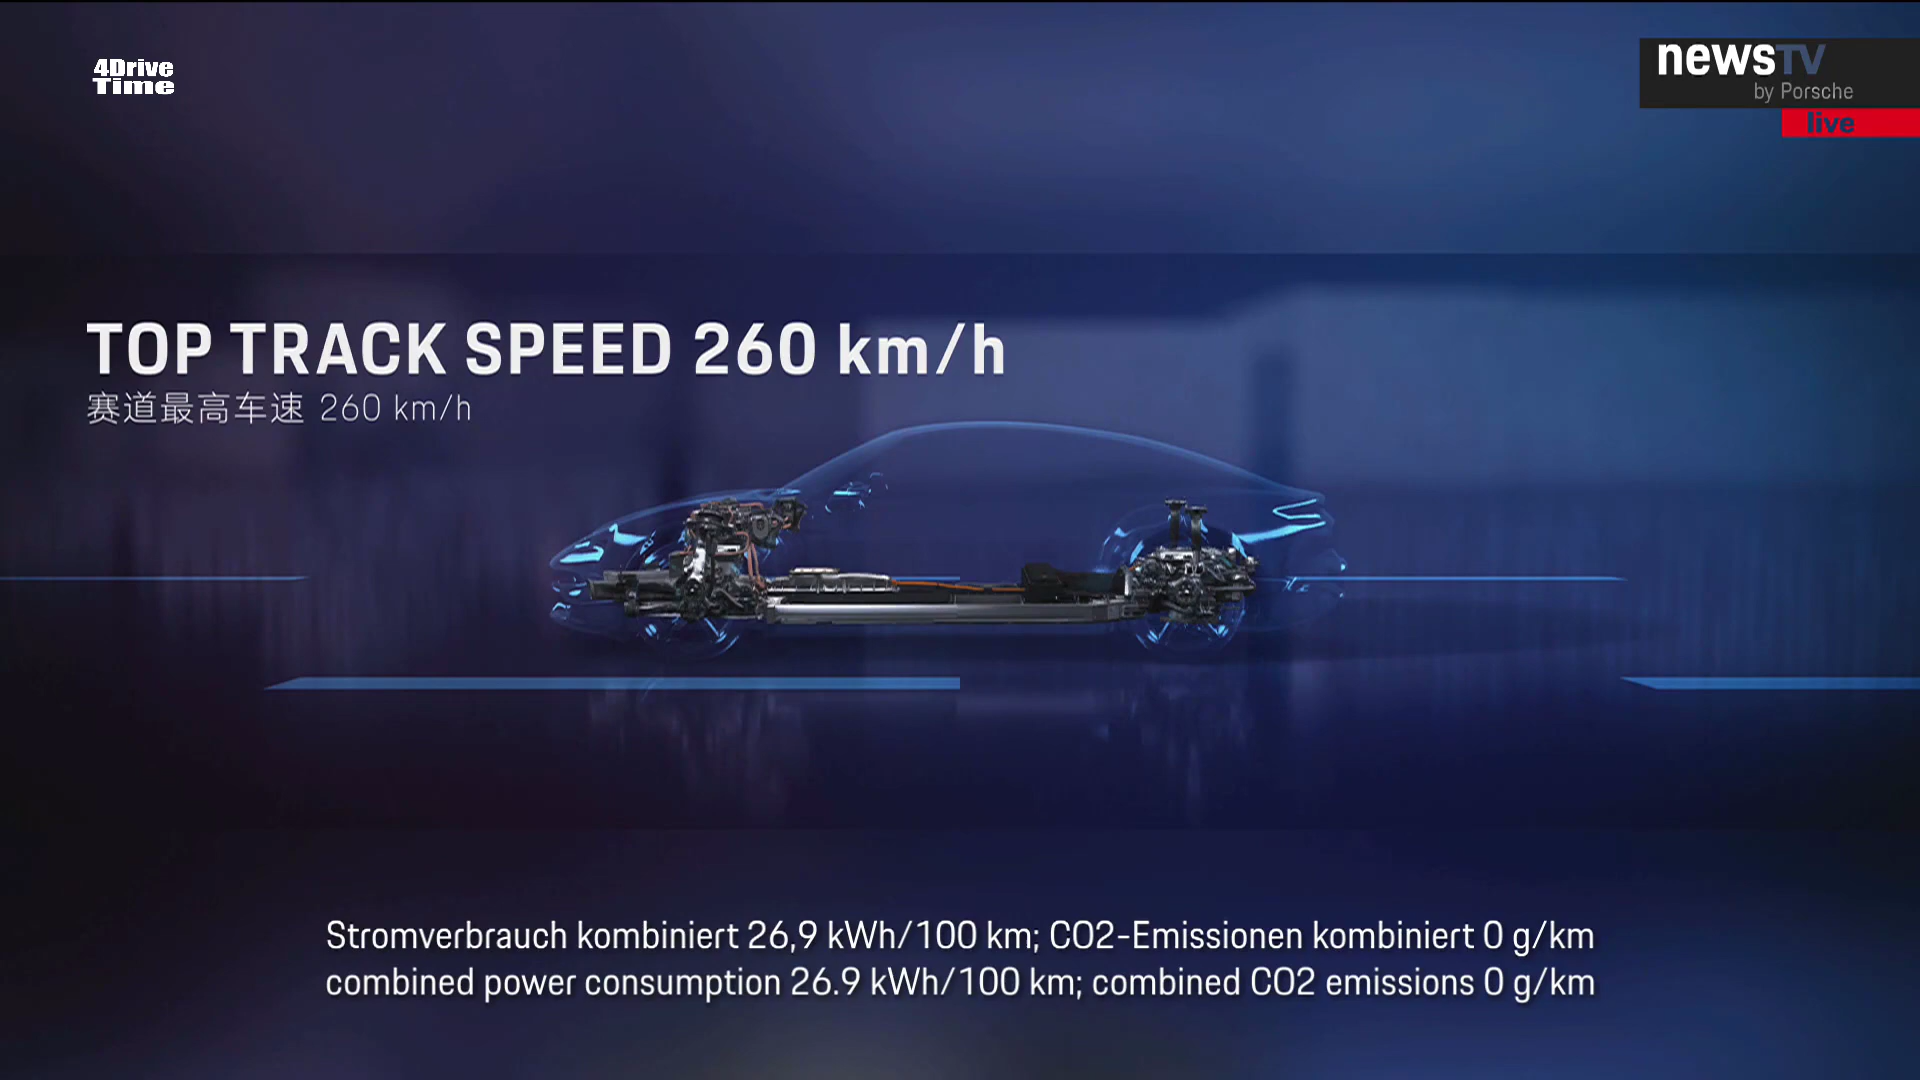 4Drive
Time
newsTV
by Porsche
live
TOP TRACK SPEED 260 km/h
赛道最高车速 260 km/h
Stromverbrauch kombiniert 26,9 kWh/100 km; CO2-Emissionen kombiniert 0 g/km
combined power consumption 26.9 kWh/100 km; combined CO2 emissions 0 g/km